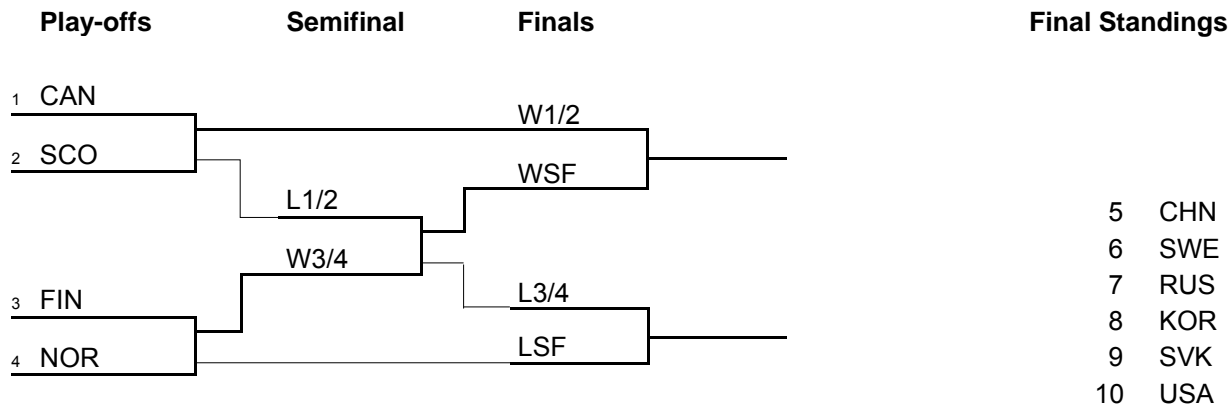 Play-offs Semifinal Finals Final Standings
1 CAN
W1/2
2 SCO
WSF
L1/2
5 CHN
6 SWE
W3/4
7 RUS
3 FIN
L3/4
8 KOR
4 NOR
LSF
9 SVK
10 USA